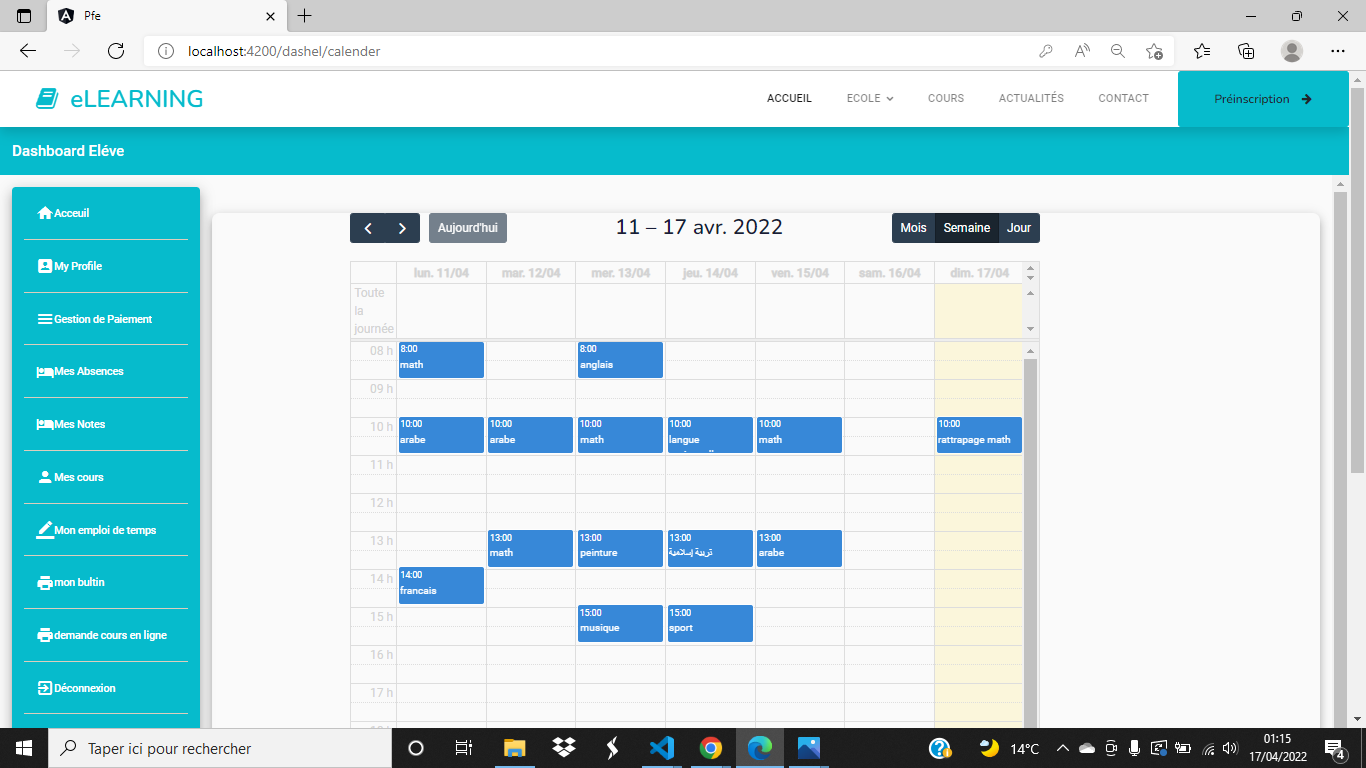 Pfe
localhost:4200/dashel/calender
eLEARNING
ACCUEIL
ECOLE
COURS
ACTUALITÉS
CONTACT
Préinscription
Dashboard Eléve
Acceuil
My Profile
Gestion de Paiement
Mes Absences
Mes Notes
Mes cours
Mon emploi de temps
mon bultin
demande cours en ligne
Déconnexion
Aujourd'hui
11 – 17 avr. 2022
Mois
Semaine
Jour
lun. 11/04
mar. 12/04
mer. 13/04
jeu. 14/04
ven. 15/04
sam. 16/04
dim. 17/04
Toute
la
journée
08 h
8:00
math
8:00
anglais
09 h
10 h
10:00
arabe
10:00
arabe
10:00
math
10:00
langue
10:00
math
10:00
rattrapage math
11 h
12 h
13 h
13:00
math
13:00
peinture
13:00
تربية إسلامية
13:00
arabe
14 h
14:00
francais
15 h
15:00
musique
15:00
sport
16 h
17 h
Taper ici pour rechercher
14°C
01:15
17/04/2022
4